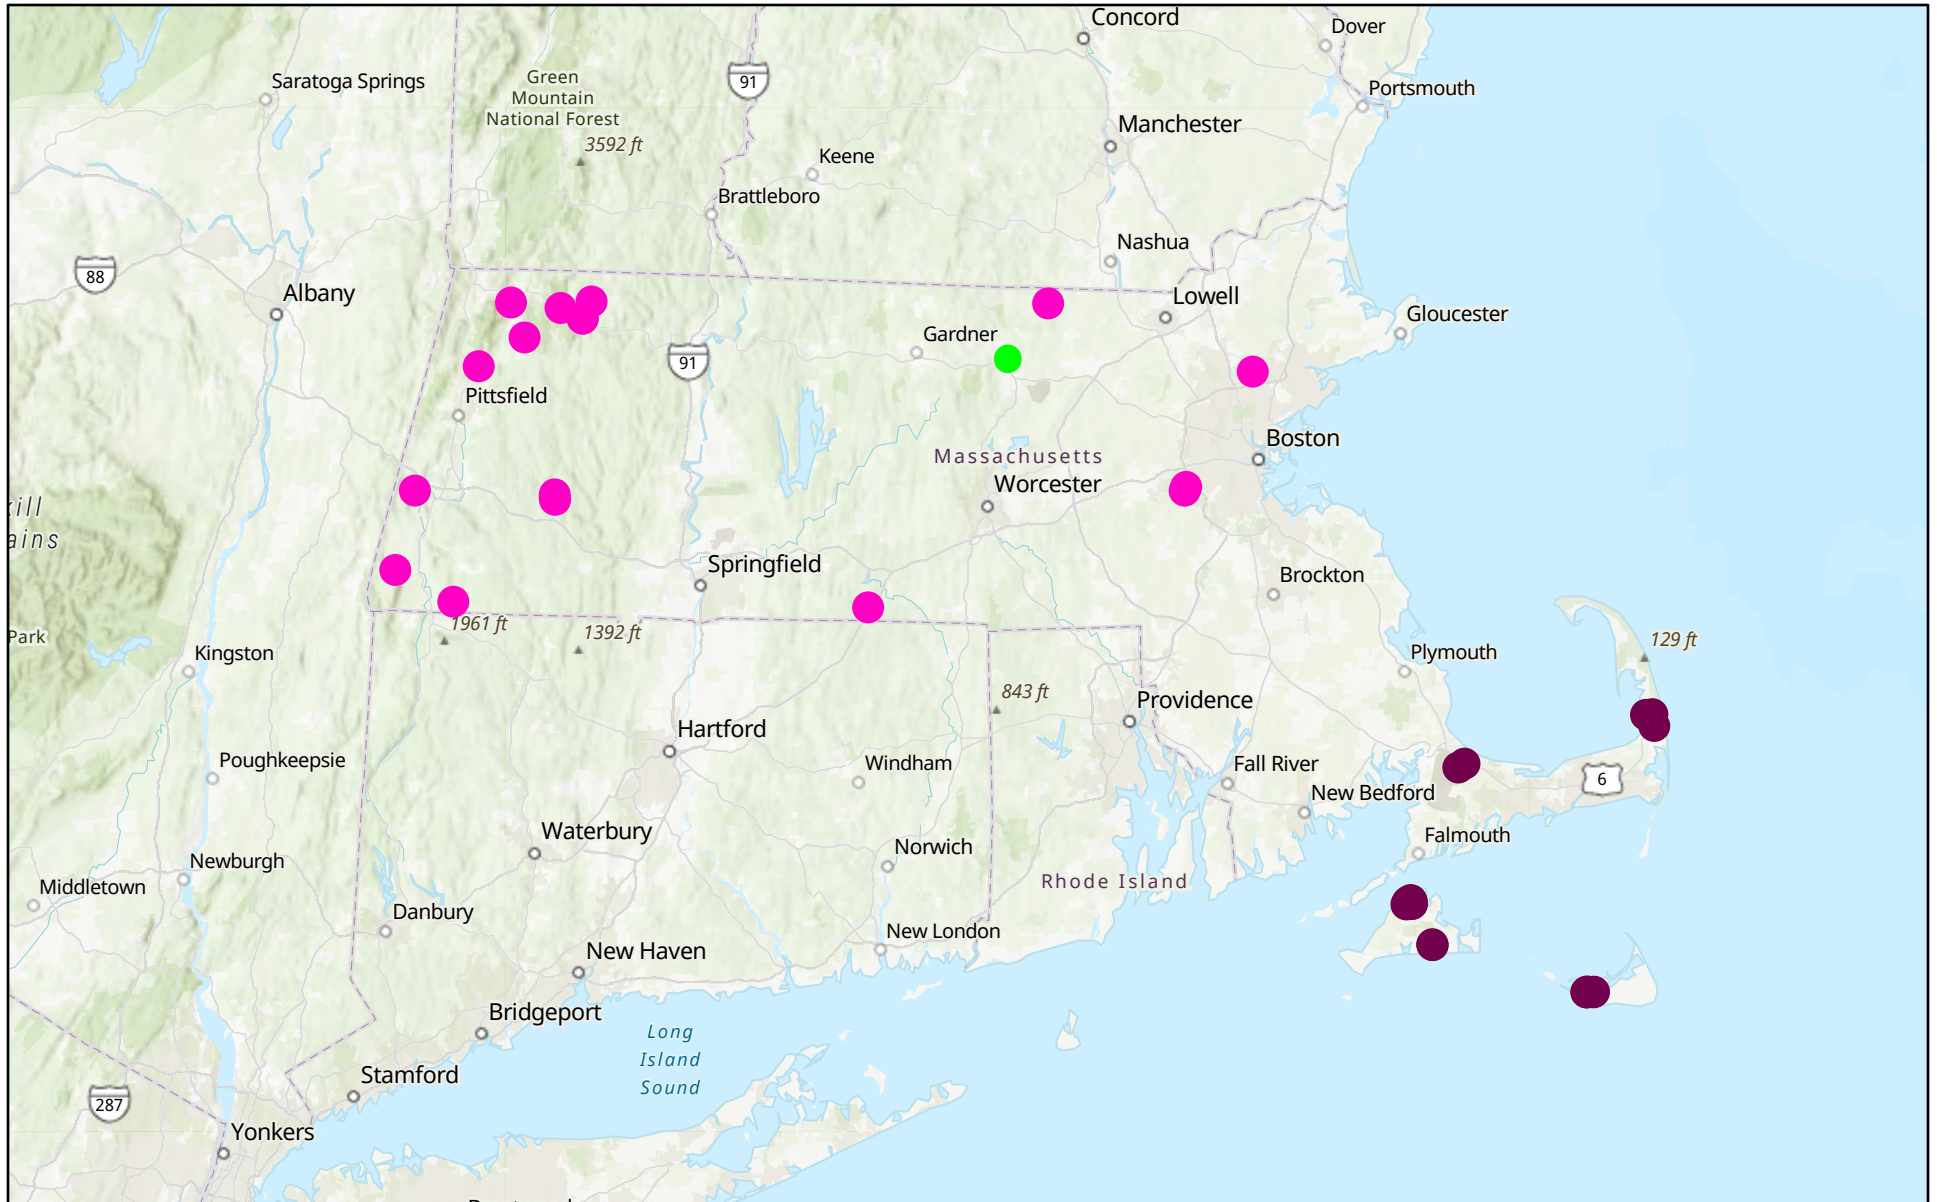 Concord
Dover
Saratoga Springs
Green
Mountain
National Forest
91
Portsmouth
3592 ft
Manchester
Keene
Brattleboro
Nashua
88
Albany
Lowell
Gloucester
Gardner
91
Pittsfield
Boston
Massachusetts
Worcester
kill
ains
Springfield
Brockton
1961 ft
1392 ft
Park
129 ft
Kingston
Plymouth
843 ft
Providence
Hartford
Poughkeepsie
Windham
Fall River
6
New Bedford
Waterbury
Falmouth
Norwich
Newburgh
Middletown
Rhode Island
Danbury
New London
New Haven
Bridgeport
Long
Island
Sound
Stamford
287
Yonkers